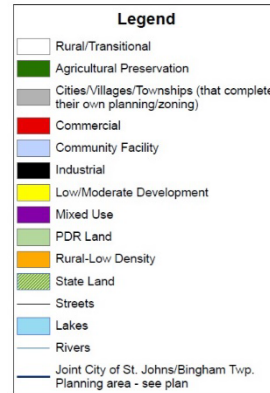 Legend
Rural/Transitional
Agricultural Preservation
Cities/Villages/Townships (that complete
their own planning/zoning)
Commercial
Community Facility
Industrial
Low/Moderate Development
Mixed Use
PDR Land
Rural-Low Density
State Land
Streets
Lakes
Rivers
Joint City of St. Johns/Bingham Twp.
Planning area - see plan